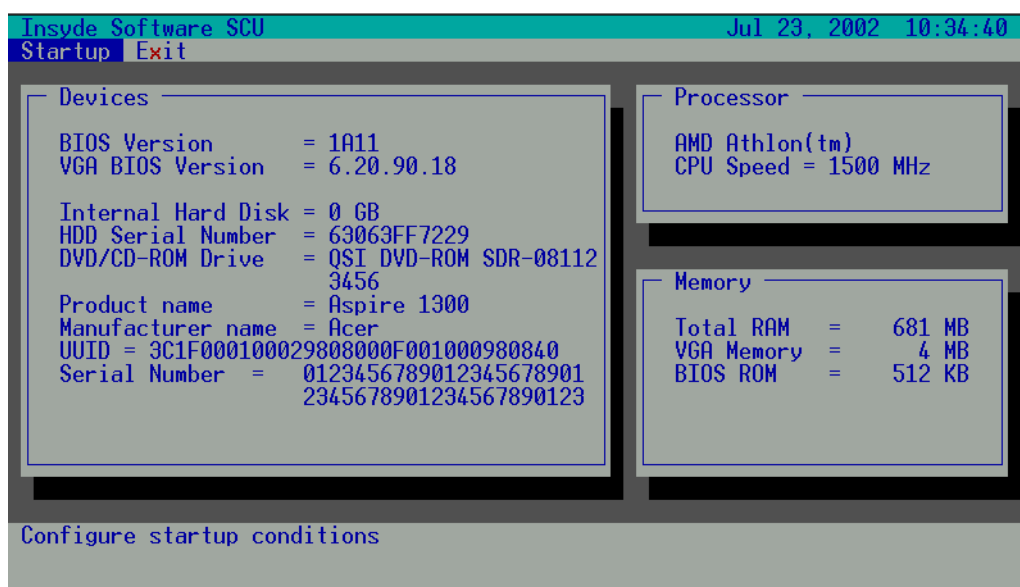 Insyde Software SCU Jul 23, 2002 10:34:40
Startup Exit
Devices
BIOS Version = 1A11
VGA BIOS Version = 6.20.90.18
Internal Hard Disk = 0 GB
HDD Serial Number = 63063FF7229
DVD/CD-ROM Drive = QSI DVD-ROM SDR-08112
3456
Product name = Aspire 1300
Manufacturer name = Acer
UUID = 3C1F000100029808000F001000980840
Serial Number = 0123456789012345678901
2345678901234567890123
Processor
AMD Athlon(tm)
CPU Speed = 1500 MHz
Memory
Total RAM = 681 MB
VGA Memory = 4 MB
BIOS ROM = 512 KB
Configure startup conditions